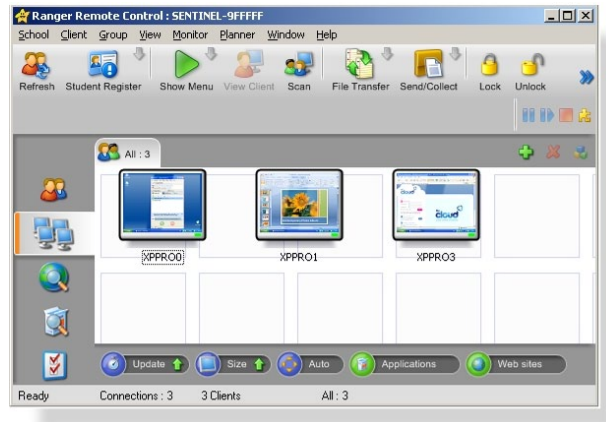 Ranger Remote Control : SENTINEL-9FFFFF
School Client Group View Monitor Planner Window Help
Refresh Student Register Show Menu View Client Scan File Transfer Send/Collect Lock Unlock
All : 3
cloud
XPPRO0 XPPRO1 XPPRO3
Update Size Auto Applications Web sites
Ready Connections : 3 3 Clients All : 3